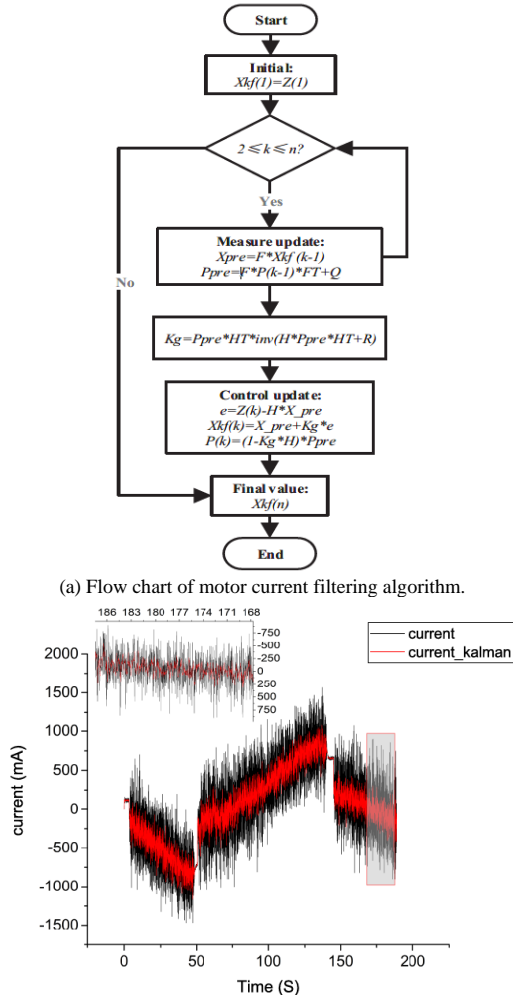 Start
Initial:
Xkf(1)=Z(1)
2≤k≤n?
Yes
Measure update:
Xpre=F*Xkf (k-1)
Ppre=F*P(k-1)*FT+Q
No
Kg=Ppre*HT*inv(H*Ppre*HT+R)
Control update:
e=Z(k)-H*X_pre
Xkf(k)=X_pre+Kg*e
P(k)=(1-Kg*H)*Ppre
Final value:
Xkf(n)
End
(a) Flow chart of motor current filtering algorithm.
186 183 180 177 174 171 168
-750
-500
-250
0
250
500
750
current
current_kalman
2000
1500
1000
500
0
-500
-1000
-1500
current (mA)
0 50 100 150 200
Time (S)